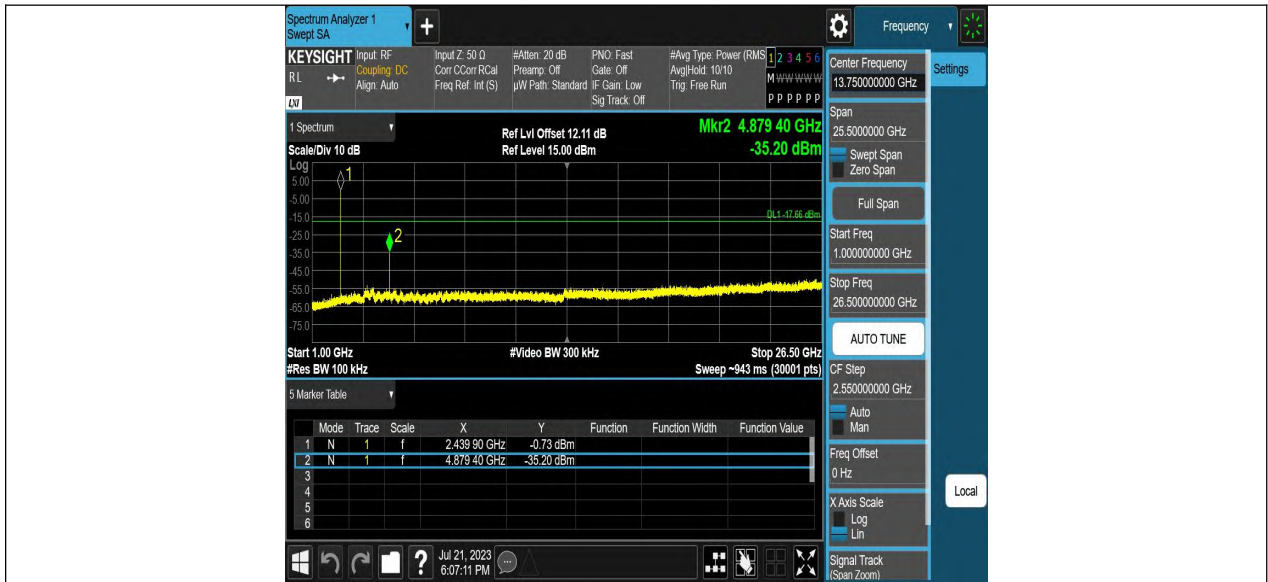 Spectrum Analyzer 1
Swept SA
+
Frequency
KEYSIGHT
RL
LXI
Input: RF
Coupling: DC
Align: Auto
Input Z: 50 Ω
Corr CCorr RCal
Freq Ref: Int (S)
#Atten: 20 dB
Preamp: Off
µW Path: Standard
PNO: Fast
Gate: Off
IF Gain: Low
Sig Track: Off
#Avg Type: Power (RMS
Avg|Hold: 10/10
Trig: Free Run
1 2 3 4 5 6
M W W W W W
P P P P P P
1 Spectrum
Scale/Div 10 dB
Ref Lvl Offset 12.11 dB
Ref Level 15.00 dBm
Mkr2 4.879 40 GHz
-35.20 dBm
Log
5.00
-5.00
-15.0
-25.0
-35.0
-45.0
-55.0
-65.0
-75.0
1
2
DL1 -17.66 dBm
Start 1.00 GHz
#Res BW 100 kHz
#Video BW 300 kHz
Stop 26.50 GHz
Sweep ~943 ms (30001 pts)
5 Marker Table
Mode Trace Scale X Y Function Function Width Function Value
1 N 1 f 2.439 90 GHz -0.73 dBm
2 N 1 f 4.879 40 GHz -35.20 dBm
3
4
5
6
?
Jul 21, 2023
6:07:11 PM
Center Frequency
13.750000000 GHz
Settings
Span
25.5000000 GHz
Swept Span
Zero Span
Full Span
Start Freq
1.000000000 GHz
Stop Freq
26.500000000 GHz
AUTO TUNE
CF Step
2.550000000 GHz
Auto
Man
Freq Offset
0 Hz
X Axis Scale
Log
Lin
Signal Track
(Span Zoom)
Local